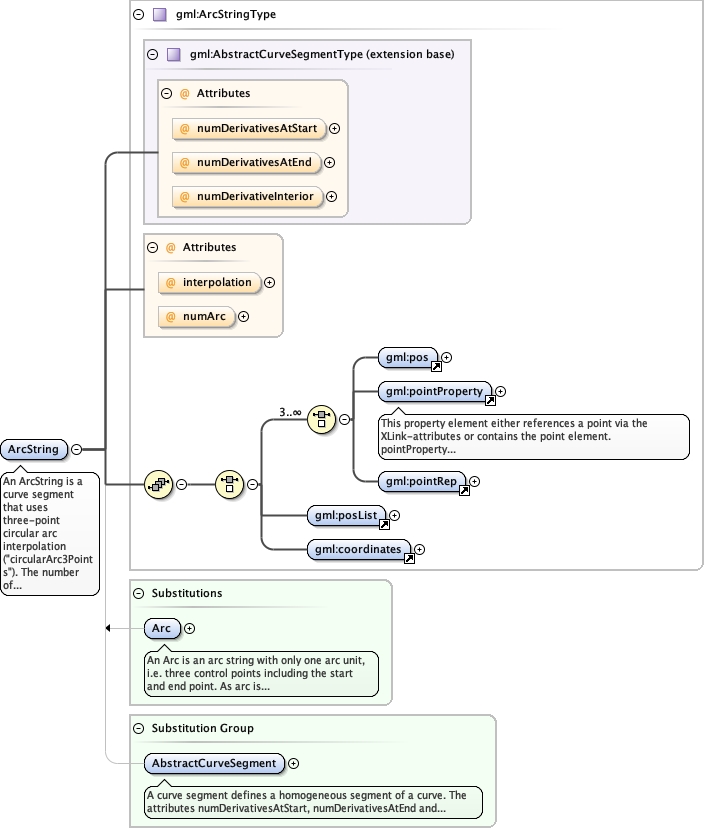 gml:ArcStringType
gml:AbstractCurveSegmentType (extension base)
@ Attributes
@ numDerivativesAtStart
@ numDerivativesAtEnd
@ numDerivativeInterior
@ Attributes
@ interpolation
@ numArc
gml:pos
gml:pointProperty
3..∞
This property element either references a point via the
XLink-attributes or contains the point element.
pointProperty...
ArcString
gml:pointRep
An ArcString is a
curve segment
that uses
three-point
circular arc
interpolation
("circularArc3Point
s"). The number
of...
gml:posList
gml:coordinates
Substitutions
Arc
An Arc is an arc string with only one arc unit,
i.e. three control points including the start
and end point. As arc is...
Substitution Group
AbstractCurveSegment
A curve segment defines a homogeneous segment of a curve. The
attributes numDerivativesAtStart, numDerivativesAtEnd and...